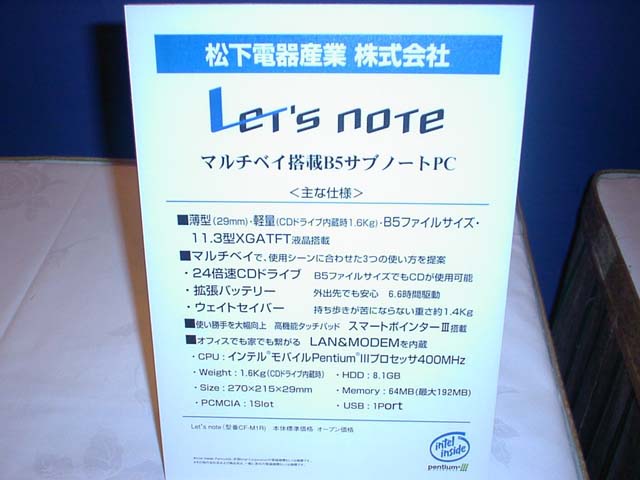 松下電器産業 株式会社
Let's note
マルチベイ搭載B5サブノートPC
＜主な仕様＞
■薄型(29mm)・軽量(CDドライブ内蔵時1.6Kg)・B5ファイルサイズ・
11.3型XGATFT液晶搭載
■マルチベイで、使用シーンに合わせた3つの使い方を提案
・24倍速CDドライブ B5ファイルサイズでもCDが使用可能
・拡張バッテリー 外出先でも安心 6.6時間駆動
・ウェイトセイバー 持ち歩きが苦にならない重さ約1.4Kg
■使い勝手を大幅向上 高機能タッチパッド スマートポインターⅢ搭載
■オフィスでも家でも繋がる LAN&MODEMを内蔵
・CPU：インテル®モバイルPentium®IIIプロセッサ400MHz
・Weight：1.6Kg(CDドライブ内蔵時) ・HDD：8.1GB
・Size：270×215×29mm ・Memory：64MB(最大192MB)
・PCMCIA：1Slot ・USB：1Port
Let's note (型番CF-M1R) 本体標準価格 オープン価格
intel inside
pentium III